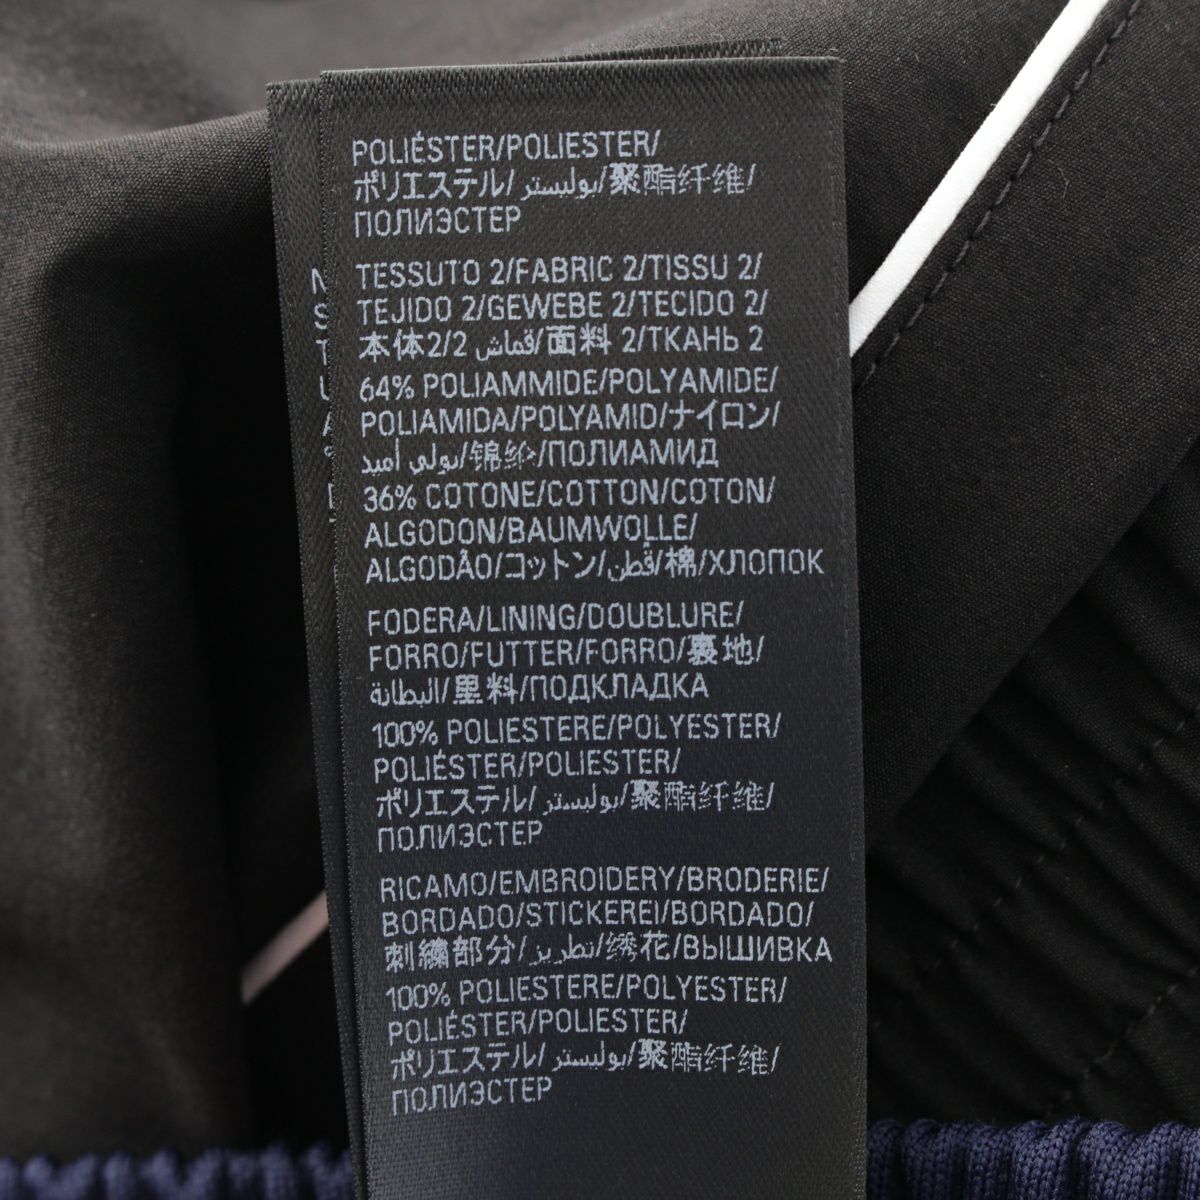 POLIÉSTER/POLIESTER/
ポリエステル/بوليستر/聚酯纤维/
ПОЛИЭСТЕР
TESSUTO 2/FABRIC 2/TISSU 2/
TEJIDO 2/GEWEBE 2/TECIDO 2/
本体2/2 قماش/面料 2/ТКАНЬ 2
64% POLIAMMIDE/POLYAMIDE/
POLIAMIDA/POLYAMID/ナイロン/
بولي أميد/锦纶/ПОЛИАМИД
36% COTONE/COTTON/COTON/
ALGODON/BAUMWOLLE/
ALGODÃO/コットン/قطن/棉/ХЛОПОК
FODERA/LINING/DOUBLURE/
FORRO/FUTTER/FORRO/裏地/
البطانة/里料/ПОДКЛАДКА
100% POLIESTERE/POLYESTER/
POLIÉSTER/POLIESTER/
ポリエステル/بوليستر/聚酯纤维/
ПОЛИЭСТЕР
RICAMO/EMBROIDERY/BRODERIE/
BORDADO/STICKEREI/BORDADO/
刺繍部分/تطريز/绣花/ВЫШИВКА
100% POLIESTERE/POLYESTER/
POLIÉSTER/POLIESTER/
ポリエステル/بوليستر/聚酯纤维/
ПОЛИЭСТЕР